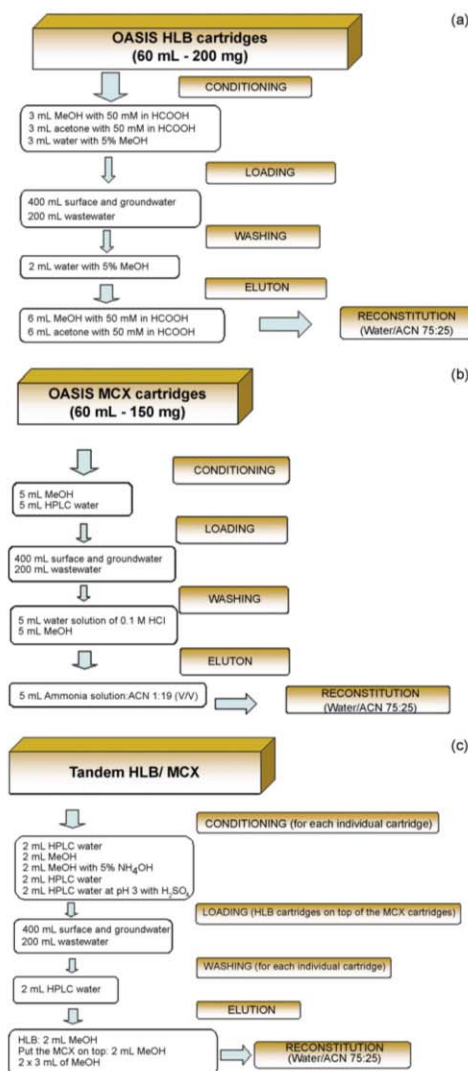 (a)
OASIS HLB cartridges
(60 mL - 200 mg)
CONDITIONING
3 mL MeOH with 50 mM in HCOOH
3 mL acetone with 50 mM in HCOOH
3 mL water with 5% MeOH
LOADING
400 mL surface and groundwater
200 mL wastewater
WASHING
2 mL water with 5% MeOH
ELUTON
6 mL MeOH with 50 mM in HCOOH
6 mL acetone with 50 mM in HCOOH
RECONSTITUTION
(Water/ACN 75:25)
(b)
OASIS MCX cartridges
(60 mL - 150 mg)
CONDITIONING
5 mL MeOH
5 mL HPLC water
LOADING
400 mL surface and groundwater
200 mL wastewater
WASHING
5 mL water solution of 0.1 M HCl
5 mL MeOH
ELUTON
5 mL Ammonia solution:ACN 1:19 (V/V)
RECONSTITUTION
(Water/ACN 75:25)
(c)
Tandem HLB/ MCX
CONDITIONING (for each individual cartridge)
2 mL HPLC water
2 mL MeOH
2 mL MeOH with 5% NH4OH
2 mL HPLC water
2 mL HPLC water at pH 3 with H2SO
LOADING (HLB cartridges on top of the MCX cartridges)
400 mL surface and groundwater
200 mL wastewater
WASHING (for each individual cartridge)
2 mL HPLC water
ELUTION
HLB: 2 mL MeOH
Put the MCX on top: 2 mL MeOH
2 x 3 mL of MeOH
RECONSTITUTION
(Water/ACN 75:25)